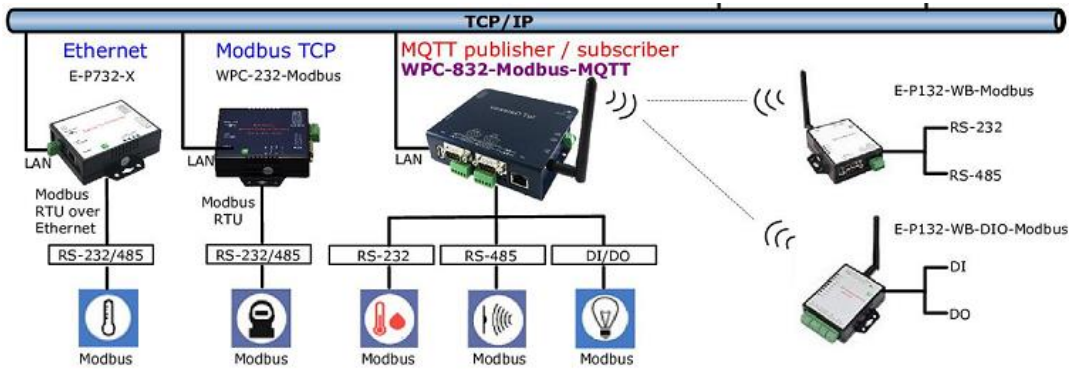 TCP/IP
Ethernet
E-P732-X
Modbus TCP
WPC-232-Modbus
MQTT publisher / subscriber
WPC-832-Modbus-MQTT
E-P132-WB-Modbus
RS-232
RS-485
LAN
LAN
LAN
Modbus
RTU over
Ethernet
Modbus
RTU
E-P132-WB-DIO-Modbus
DI
DO
RS-232/485
RS-232/485
RS-232
RS-485
DI/DO
Modbus
Modbus
Modbus
Modbus
Modbus